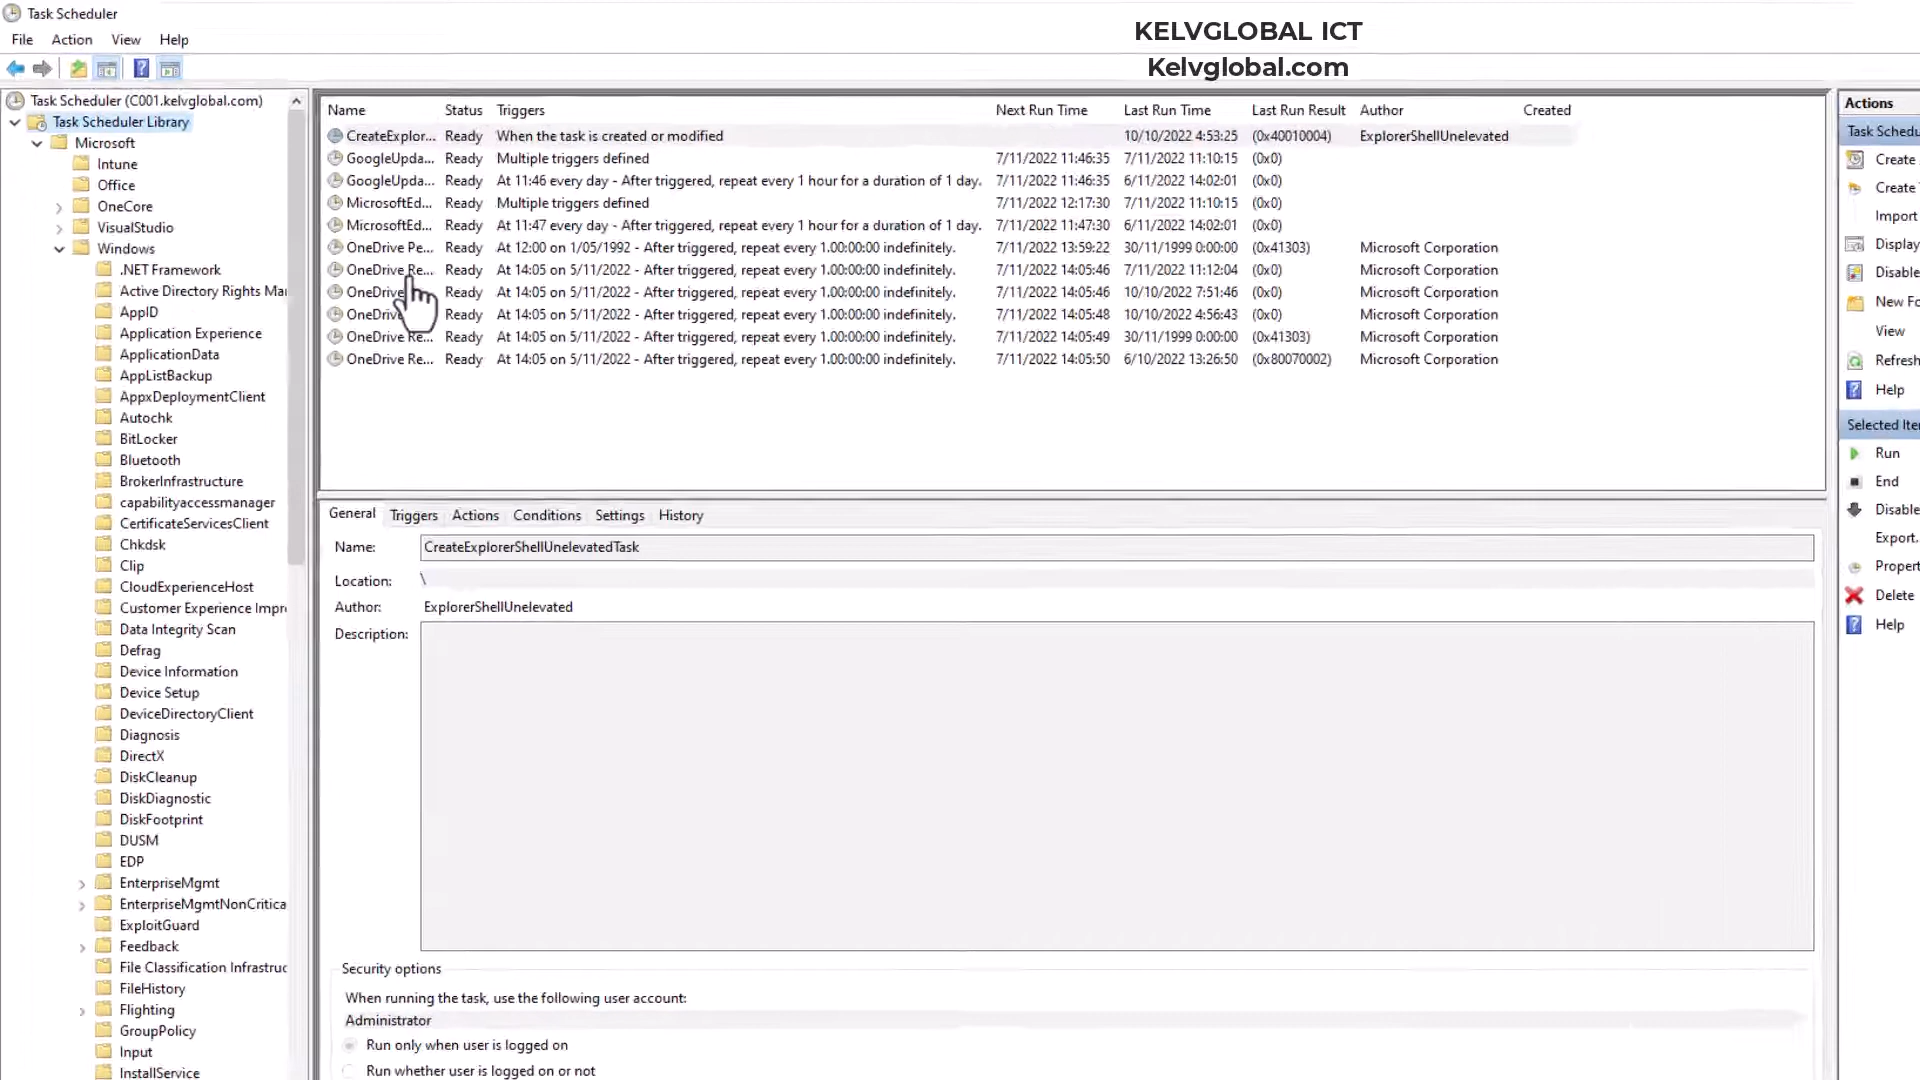 Task Scheduler
KELVGLOBAL ICT
Kelvglobal.com
File Action View Help
Task Scheduler (C001.kelvglobal.com)
Task Scheduler Library
Microsoft
Intune
Office
OneCore
VisualStudio
Windows
.NET Framework
Active Directory Rights Mar
AppID
Application Experience
ApplicationData
AppListBackup
AppxDeploymentClient
Autochk
BitLocker
Bluetooth
BrokerInfrastructure
capabilityaccessmanager
CertificateServicesClient
Chkdsk
Clip
CloudExperienceHost
Customer Experience Impr
Data Integrity Scan
Defrag
Device Information
Device Setup
DeviceDirectoryClient
Diagnosis
DirectX
DiskCleanup
DiskDiagnostic
DiskFootprint
DUSM
EDP
EnterpriseMgmt
EnterpriseMgmtNonCritica
ExploitGuard
Feedback
File Classification Infrastruc
FileHistory
Flighting
GroupPolicy
Input
InstallService
Name Status Triggers Next Run Time Last Run Time Last Run Result Author Created
CreateExplor... Ready When the task is created or modified 10/10/2022 4:53:25 (0x40010004) ExplorerShellUnelevated
GoogleUpda... Ready Multiple triggers defined 7/11/2022 11:46:35 7/11/2022 11:10:15 (0x0)
GoogleUpda... Ready At 11:46 every day - After triggered, repeat every 1 hour for a duration of 1 day. 7/11/2022 11:46:35 6/11/2022 14:02:01 (0x0)
MicrosoftEd... Ready Multiple triggers defined 7/11/2022 12:17:30 7/11/2022 11:10:15 (0x0)
MicrosoftEd... Ready At 11:47 every day - After triggered, repeat every 1 hour for a duration of 1 day. 7/11/2022 11:47:30 6/11/2022 14:02:01 (0x0)
OneDrive Pe... Ready At 12:00 on 1/05/1992 - After triggered, repeat every 1.00:00:00 indefinitely. 7/11/2022 13:59:22 30/11/1999 0:00:00 (0x41303) Microsoft Corporation
OneDrive Re... Ready At 14:05 on 5/11/2022 - After triggered, repeat every 1.00:00:00 indefinitely. 7/11/2022 14:05:46 7/11/2022 11:12:04 (0x0) Microsoft Corporation
OneDrive Ready At 14:05 on 5/11/2022 - After triggered, repeat every 1.00:00:00 indefinitely. 7/11/2022 14:05:46 10/10/2022 7:51:46 (0x0) Microsoft Corporation
OneDrive Ready At 14:05 on 5/11/2022 - After triggered, repeat every 1.00:00:00 indefinitely. 7/11/2022 14:05:48 10/10/2022 4:56:43 (0x0) Microsoft Corporation
OneDrive Re... Ready At 14:05 on 5/11/2022 - After triggered, repeat every 1.00:00:00 indefinitely. 7/11/2022 14:05:49 30/11/1999 0:00:00 (0x41303) Microsoft Corporation
OneDrive Re... Ready At 14:05 on 5/11/2022 - After triggered, repeat every 1.00:00:00 indefinitely. 7/11/2022 14:05:50 6/10/2022 13:26:50 (0x80070002) Microsoft Corporation
General Triggers Actions Conditions Settings History
Name: CreateExplorerShellUnelevatedTask
Location: \
Author: ExplorerShellUnelevated
Description:
Security options
When running the task, use the following user account:
Administrator
Run only when user is logged on
Run whether user is logged on or not
Actions
Task Schedu
Create
Create
Import
Display
Disable
New Fo
View
Refresh
Help
Selected Iter
Run
End
Disable
Export.
Propert
Delete
Help